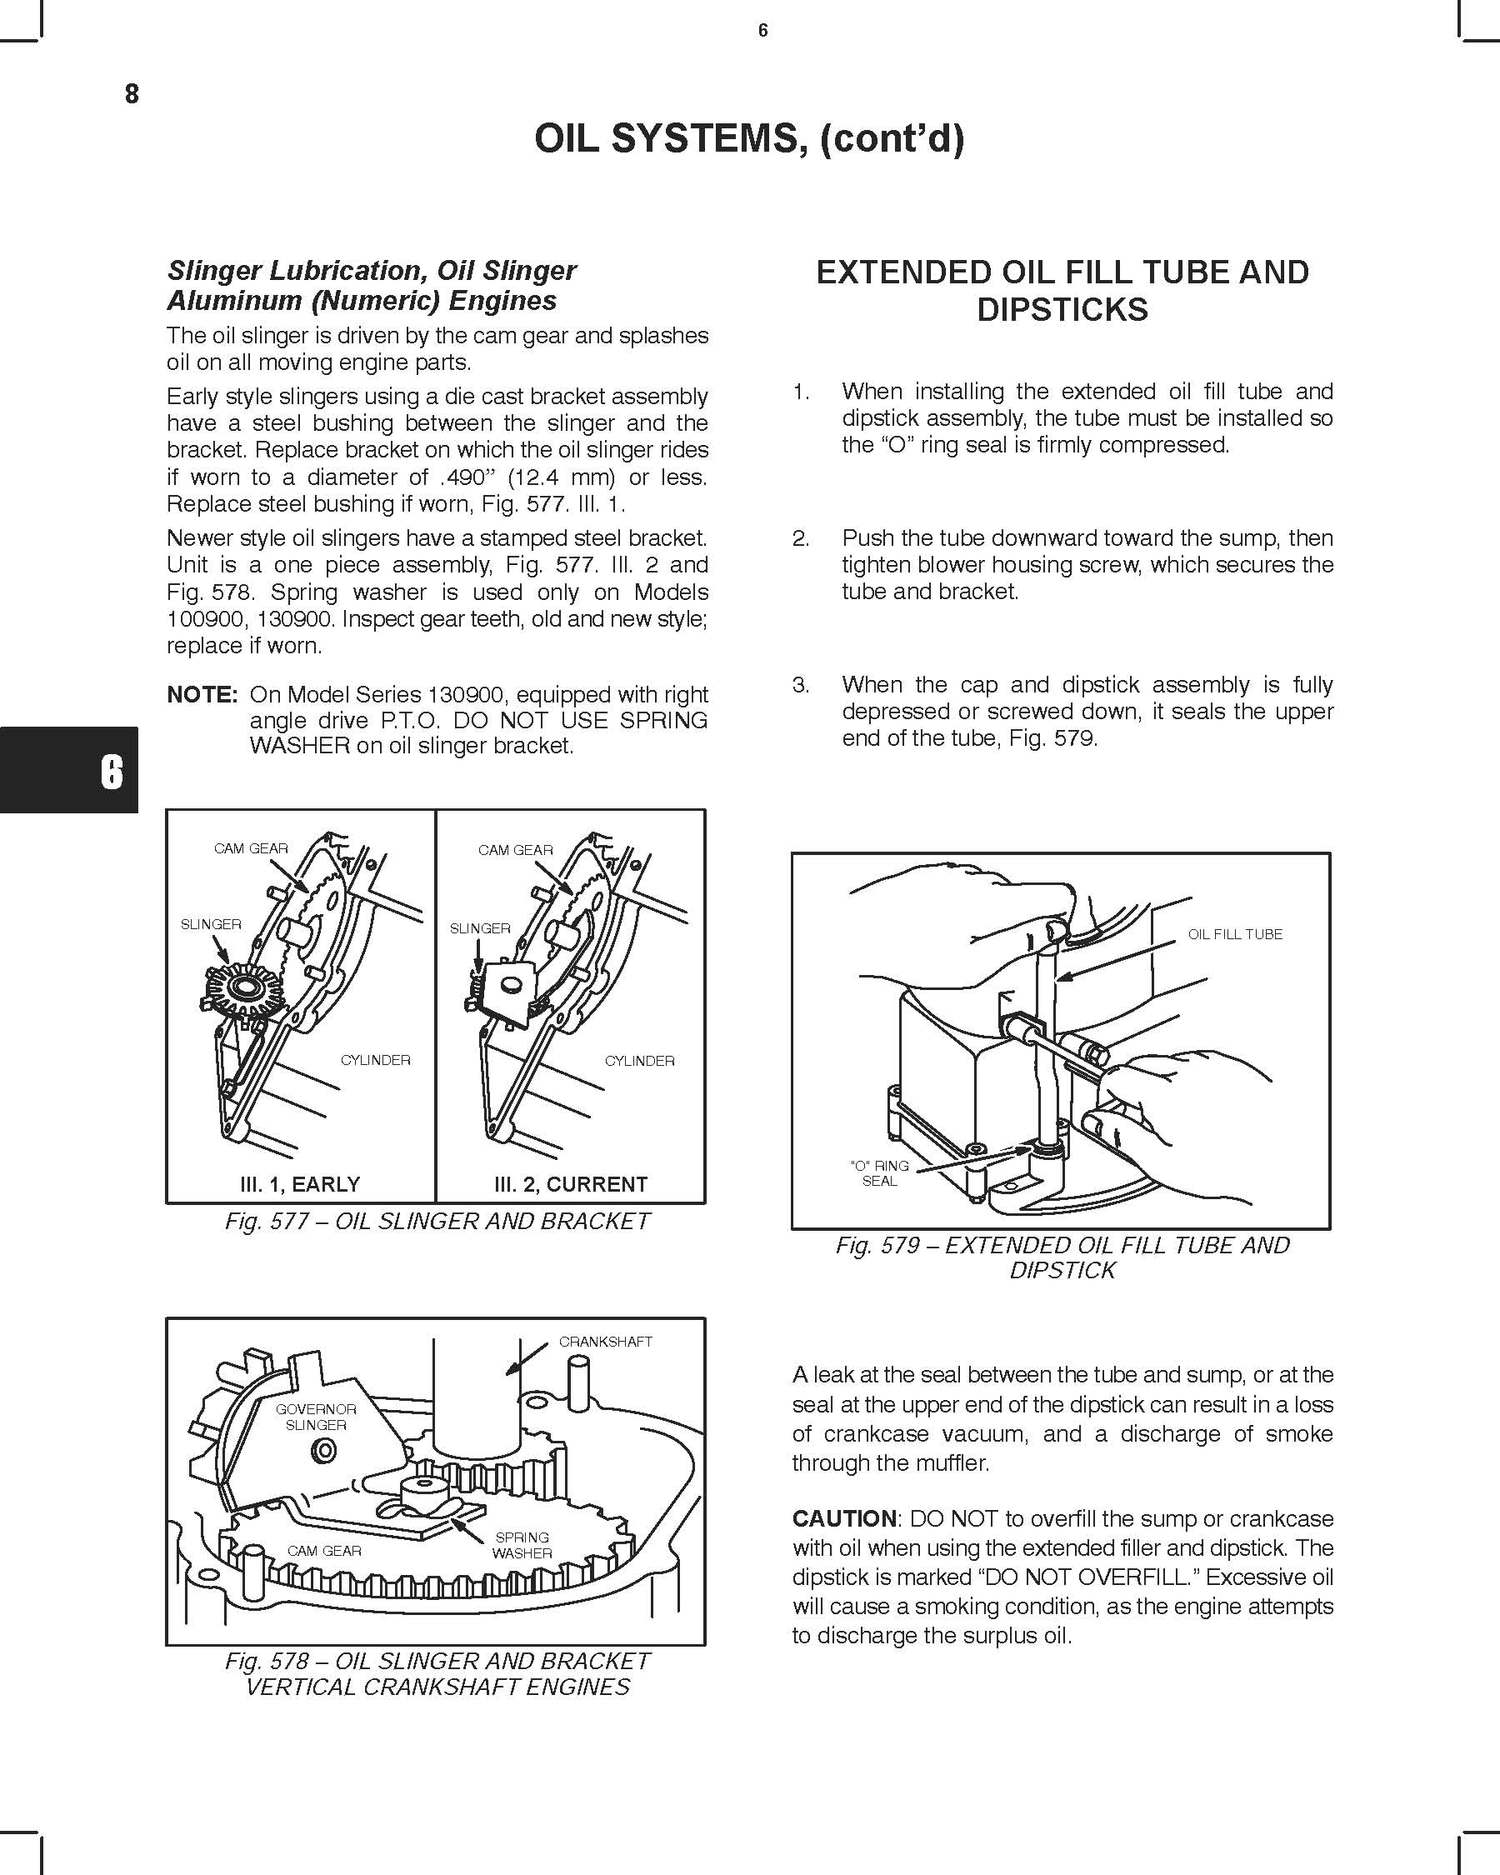 6
8
OIL SYSTEMS, (cont’d)
Slinger Lubrication, Oil Slinger
Aluminum (Numeric) Engines
The oil slinger is driven by the cam gear and splashes
oil on all moving engine parts.
Early style slingers using a die cast bracket assembly
have a steel bushing between the slinger and the
bracket. Replace bracket on which the oil slinger rides
if worn to a diameter of .490” (12.4 mm) or less.
Replace steel bushing if worn, Fig. 577. III. 1.
Newer style oil slingers have a stamped steel bracket.
Unit is a one piece assembly, Fig. 577. III. 2 and
Fig. 578. Spring washer is used only on Models
100900, 130900. Inspect gear teeth, old and new style;
replace if worn.
NOTE: On Model Series 130900, equipped with right
angle drive P.T.O. DO NOT USE SPRING
WASHER on oil slinger bracket.
6
CAM GEAR
SLINGER
CYLINDER
III. 1, EARLY
CAM GEAR
SLINGER
CYLINDER
III. 2, CURRENT
Fig. 577 – OIL SLINGER AND BRACKET
CRANKSHAFT
GOVERNOR
SLINGER
SPRING
WASHER
CAM GEAR
Fig. 578 – OIL SLINGER AND BRACKET
VERTICAL CRANKSHAFT ENGINES
EXTENDED OIL FILL TUBE AND
DIPSTICKS
1. When installing the extended oil fill tube and
dipstick assembly, the tube must be installed so
the “O” ring seal is firmly compressed.
2. Push the tube downward toward the sump, then
tighten blower housing screw, which secures the
tube and bracket.
3. When the cap and dipstick assembly is fully
depressed or screwed down, it seals the upper
end of the tube, Fig. 579.
OIL FILL TUBE
"O" RING
SEAL
Fig. 579 – EXTENDED OIL FILL TUBE AND
DIPSTICK
A leak at the seal between the tube and sump, or at the
seal at the upper end of the dipstick can result in a loss
of crankcase vacuum, and a discharge of smoke
through the muffler.
CAUTION: DO NOT to overfill the sump or crankcase
with oil when using the extended filler and dipstick. The
dipstick is marked “DO NOT OVERFILL.” Excessive oil
will cause a smoking condition, as the engine attempts
to discharge the surplus oil.